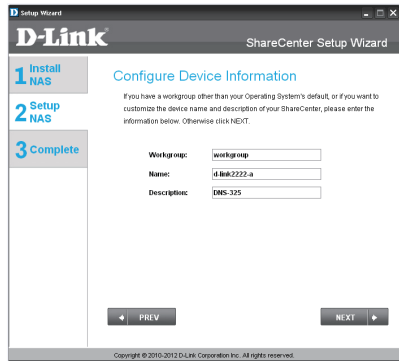 D Setup Wizard
D-Link
ShareCenter Setup Wizard
1 Install NAS
2 Setup NAS
3 Complete
Configure Device Information
If you have a workgroup other than your Operating System's default, or if you want to
customize the device name and description of your ShareCenter, please enter the
information below. Otherwise click NEXT.
Workgroup: workgroup
Name: d-link2222-a
Description: DNS-325
PREV
NEXT
Copyright © 2010-2012 D-Link Corporation Inc. All rights reserved.